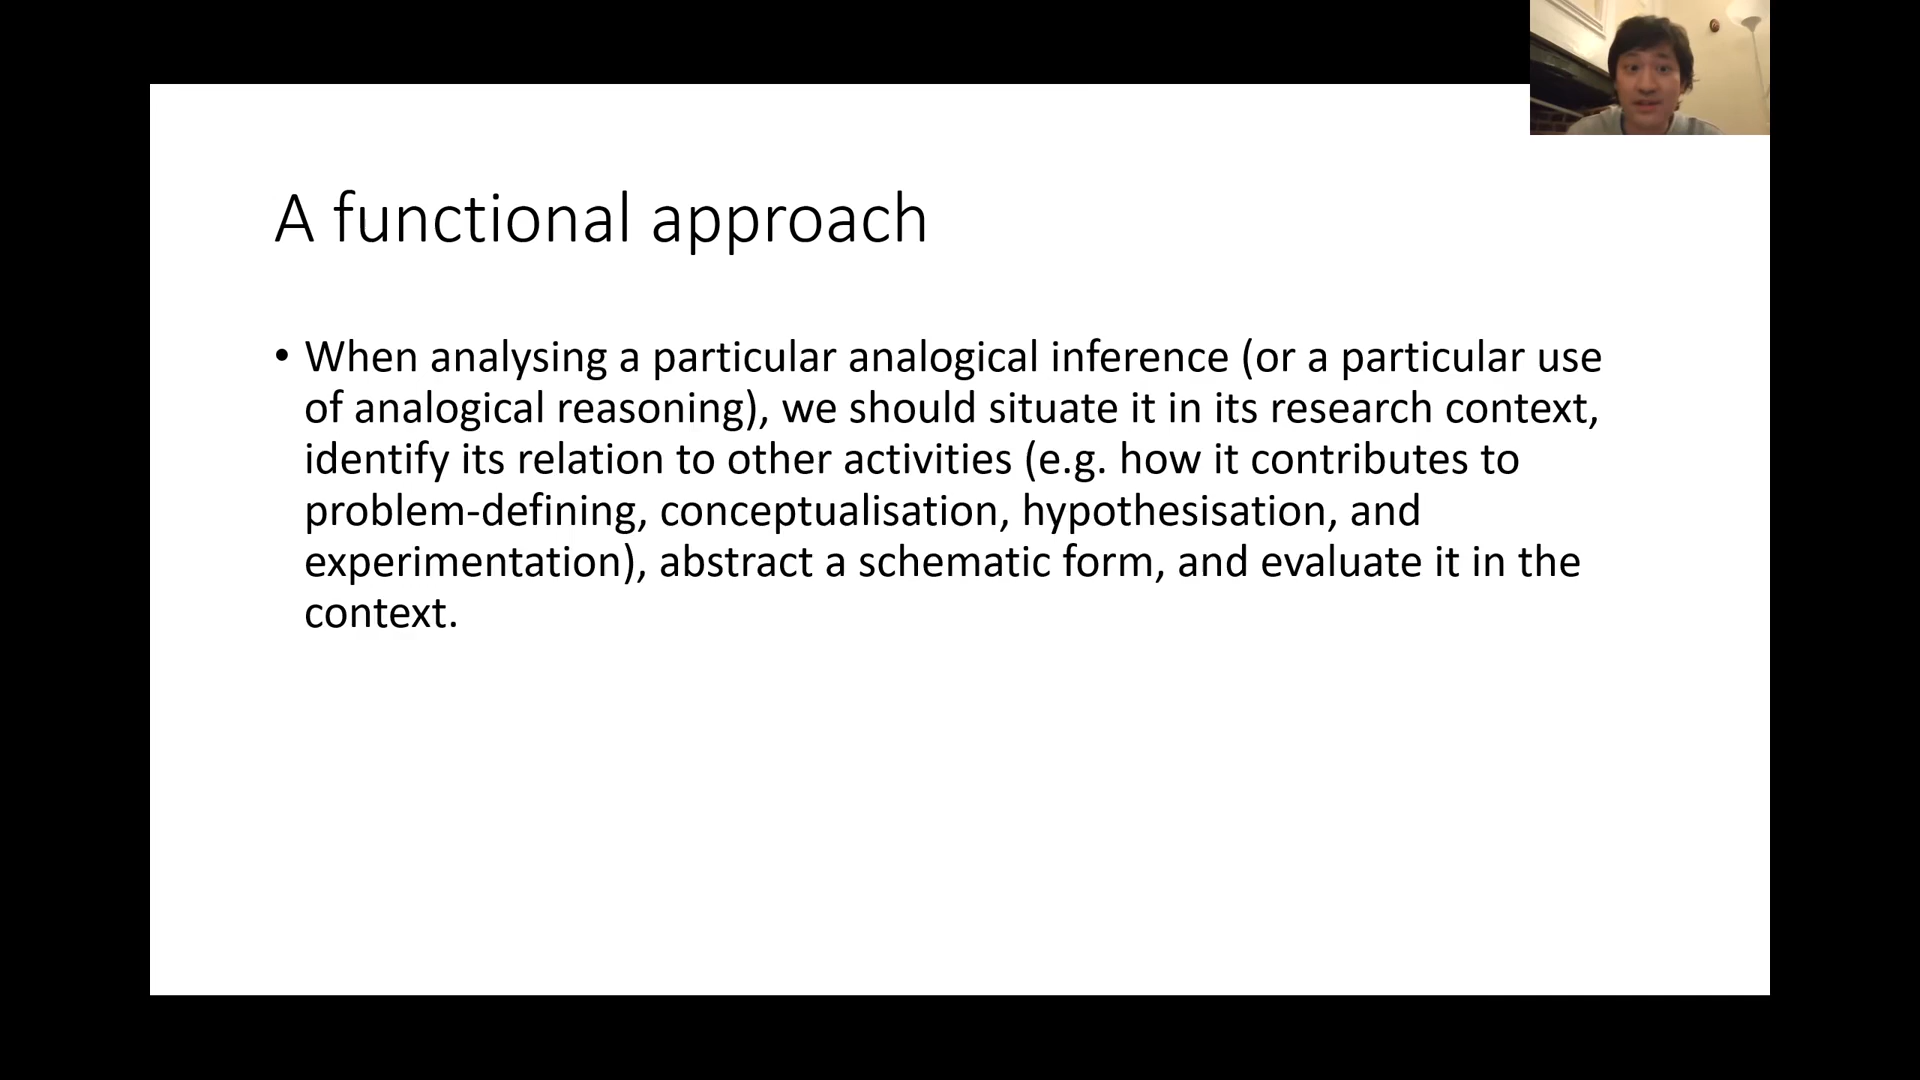 A functional approach
• When analysing a particular analogical inference (or a particular use
of analogical reasoning), we should situate it in its research context,
identify its relation to other activities (e.g. how it contributes to
problem-defining, conceptualisation, hypothesisation, and
experimentation), abstract a schematic form, and evaluate it in the
context.